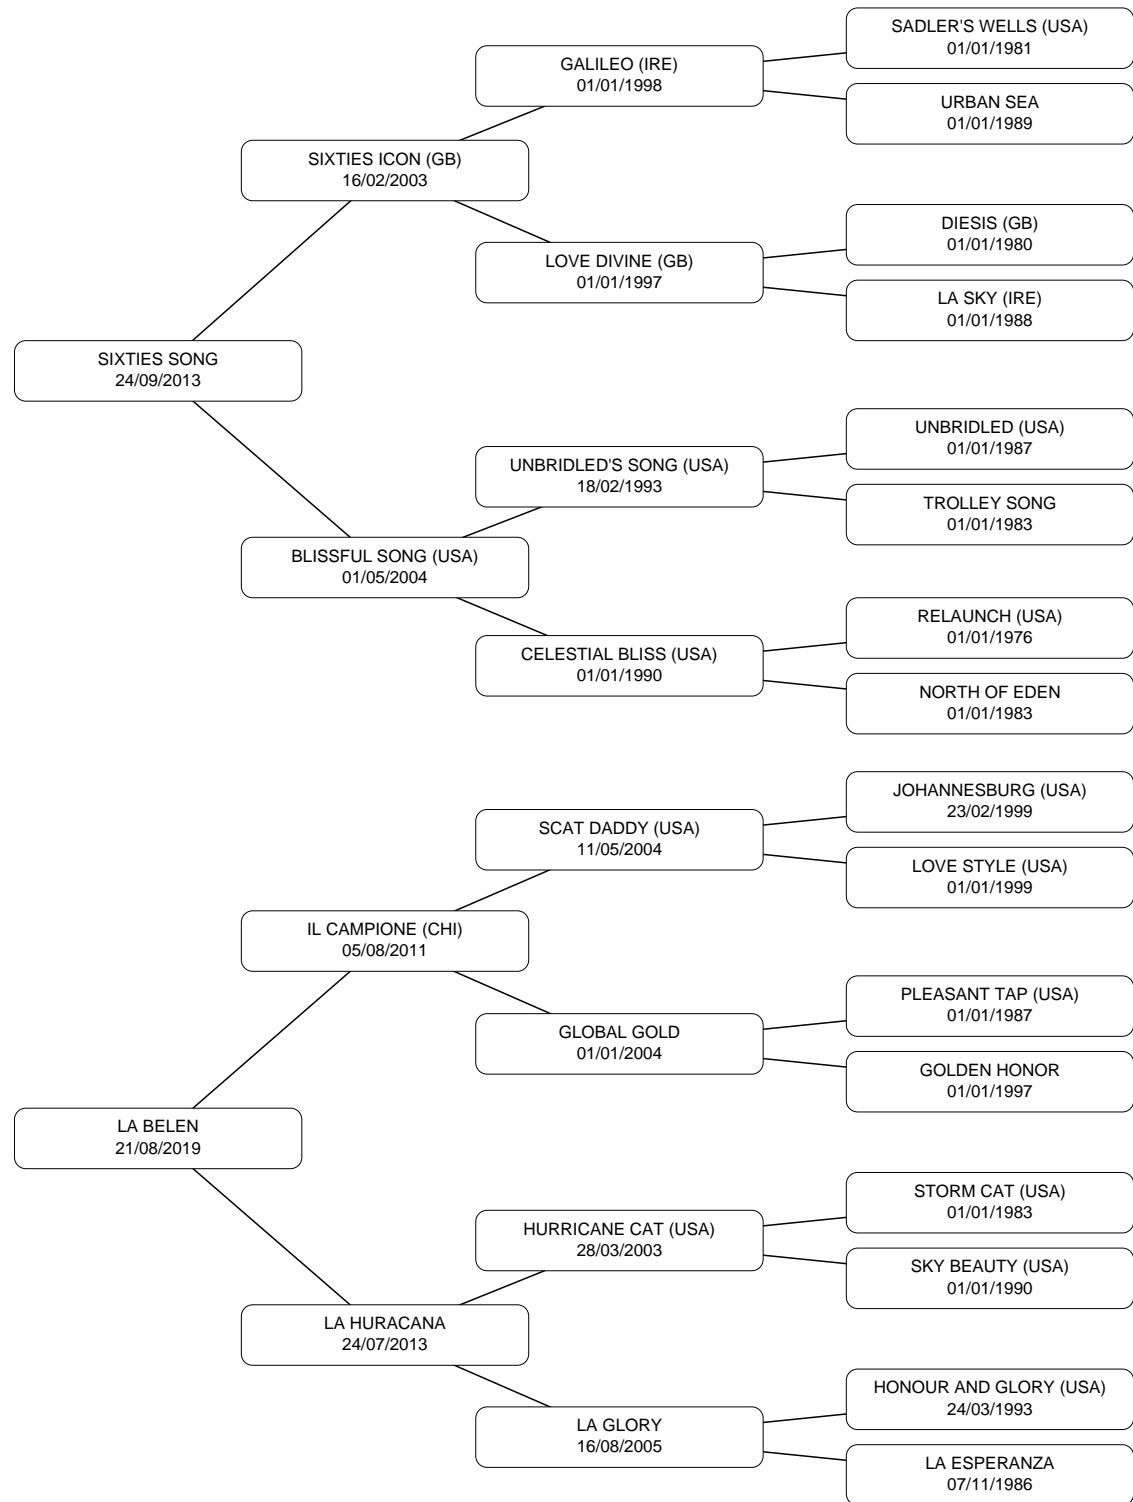 SADLER'S WELLS (USA)
01/01/1981
GALILEO (IRE)
01/01/1998
URBAN SEA
01/01/1989
SIXTIES ICON (GB)
16/02/2003
DIESIS (GB)
01/01/1980
LOVE DIVINE (GB)
01/01/1997
LA SKY (IRE)
01/01/1988
SIXTIES SONG
24/09/2013
UNBRIDLED (USA)
01/01/1987
UNBRIDLED'S SONG (USA)
18/02/1993
TROLLEY SONG
01/01/1983
BLISSFUL SONG (USA)
01/05/2004
RELAUNCH (USA)
01/01/1976
CELESTIAL BLISS (USA)
01/01/1990
NORTH OF EDEN
01/01/1983
JOHANNESBURG (USA)
23/02/1999
SCAT DADDY (USA)
11/05/2004
LOVE STYLE (USA)
01/01/1999
IL CAMPIONE (CHI)
05/08/2011
PLEASANT TAP (USA)
01/01/1987
GLOBAL GOLD
01/01/2004
GOLDEN HONOR
01/01/1997
LA BELEN
21/08/2019
STORM CAT (USA)
01/01/1983
HURRICANE CAT (USA)
28/03/2003
SKY BEAUTY (USA)
01/01/1990
LA HURACANA
24/07/2013
HONOUR AND GLORY (USA)
24/03/1993
LA GLORY
16/08/2005
LA ESPERANZA
07/11/1986